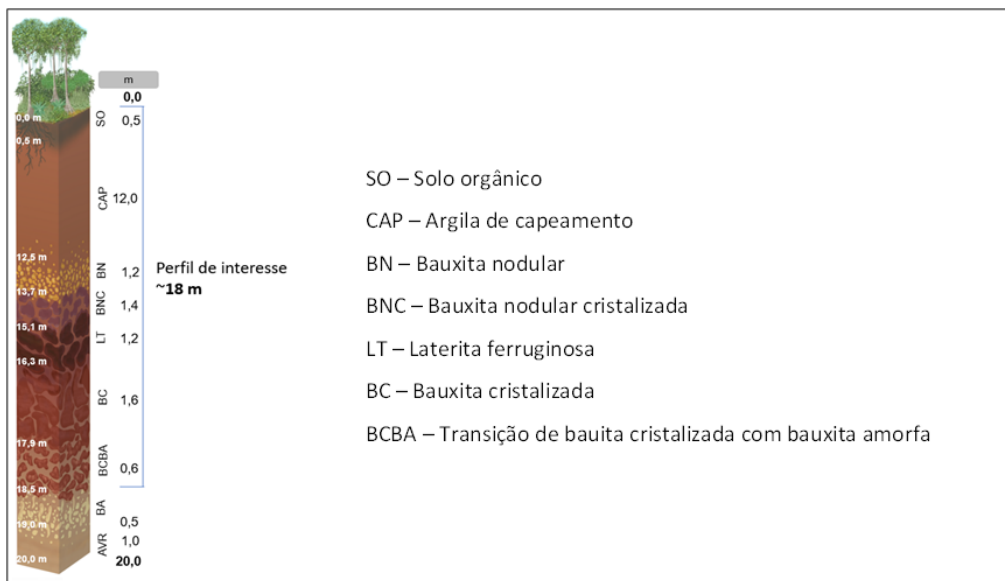 m
0,0
0,0 m
SO
0,5
0,5 m
CAP
12,0
12,5 m
BN
1,2
13,7 m
BNC
1,4
15,1 m
LT
1,2
16,3 m
BC
1,6
17,9 m
BCBA
0,6
18,5 m
BA
0,5
19,0 m
AVR
1,0
20,0 m
20,0
Perfil de interesse
~18 m
SO – Solo orgânico
CAP – Argila de capeamento
BN – Bauxita nodular
BNC – Bauxita nodular cristalizada
LT – Laterita ferruginosa
BC – Bauxita cristalizada
BCBA – Transição de bauita cristalizada com bauxita amorfa